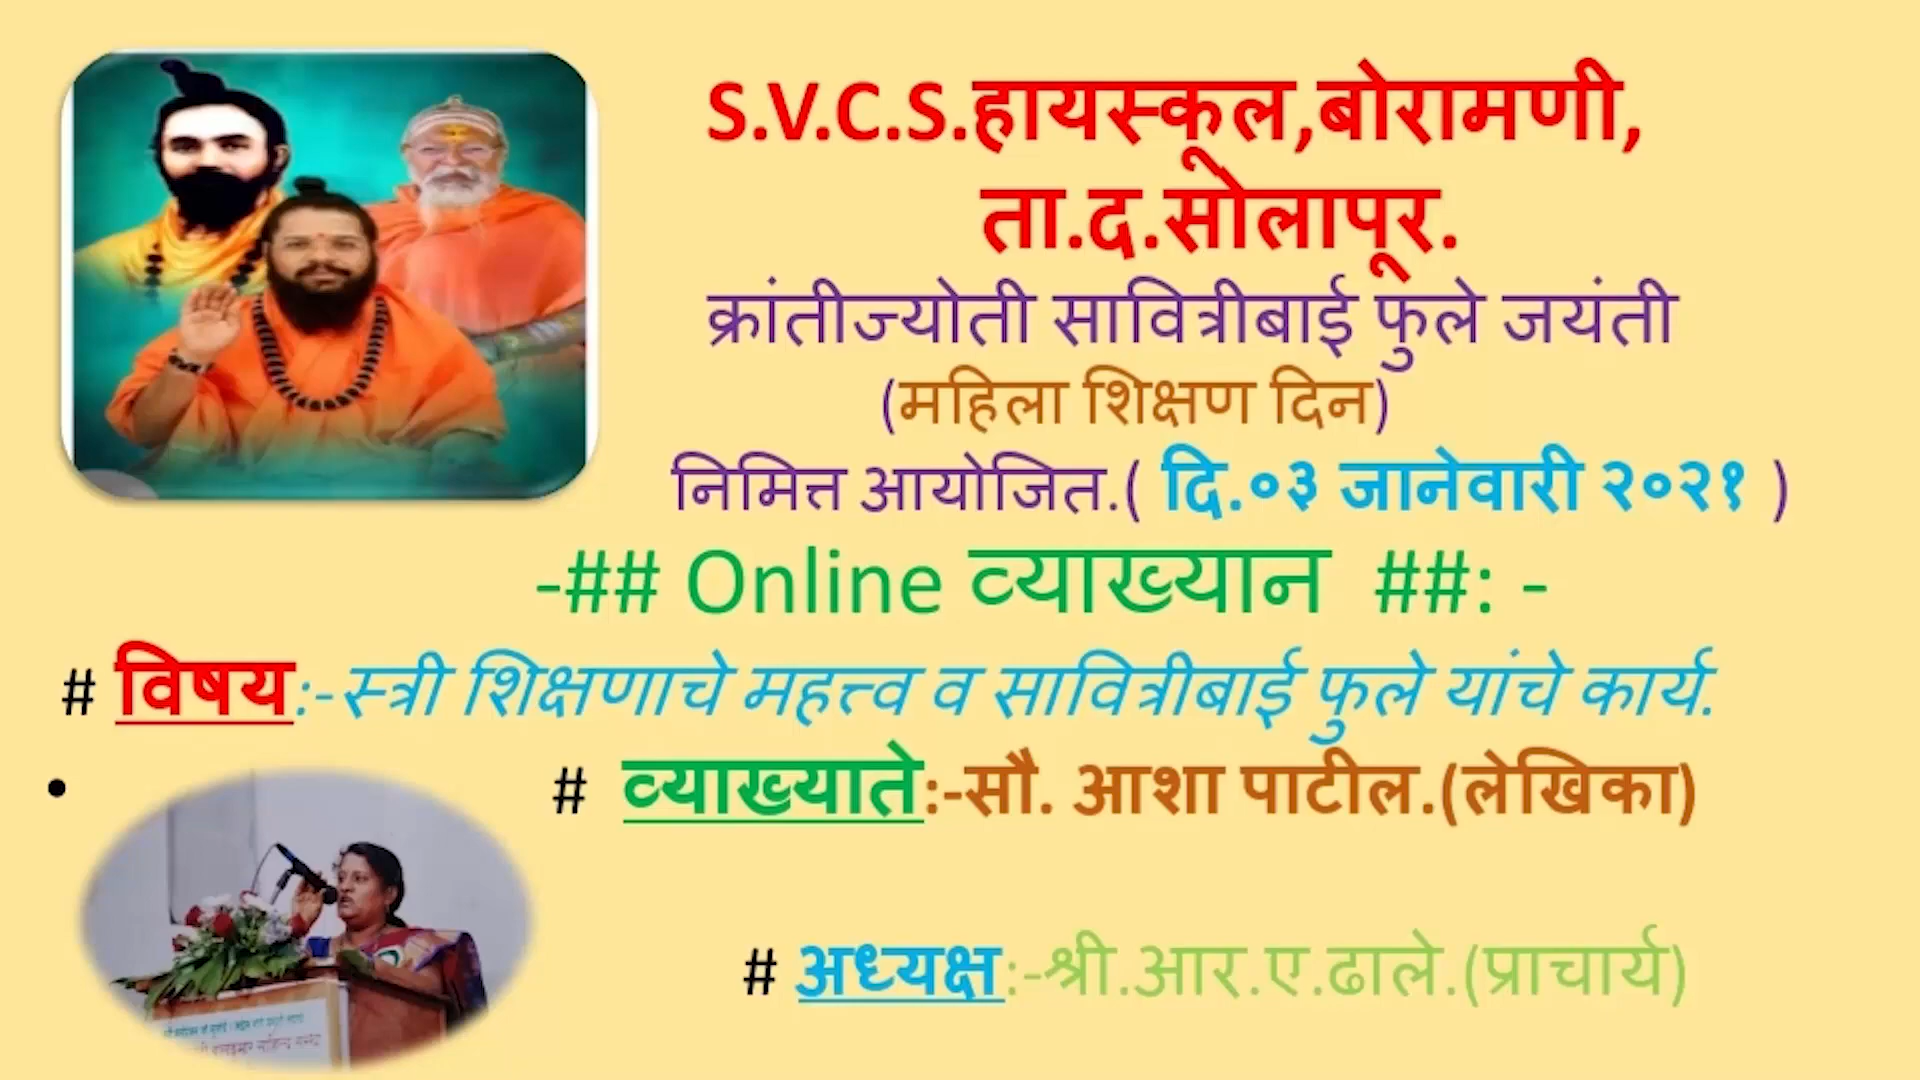 S.V.C.S.हायस्कूल,बोरामणी,
ता.द.सोलापूर.
क्रांतीज्योती सावित्रीबाई फुले जयंती
(महिला शिक्षण दिन)
निमित्त आयोजित.( दि.०३ जानेवारी २०२१ )
-## Online व्याख्यान ##: -
# विषय:-स्त्री शिक्षणाचे महत्त्व व सावित्रीबाई फुले यांचे कार्य.
# व्याख्याते:-सौ. आशा पाटील.(लेखिका)
# अध्यक्ष:-श्री.आर.ए.ढाले.(प्राचार्य)